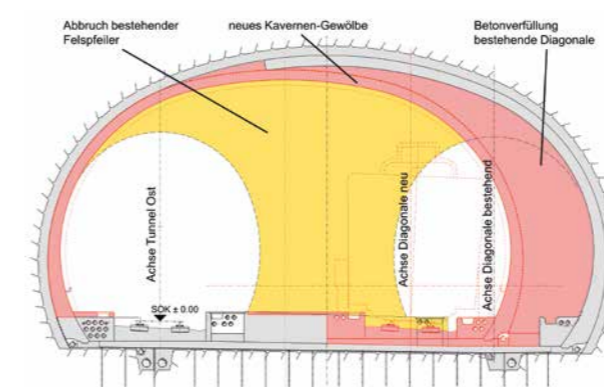 Abbruch bestehender
Felspfeiler
neues Kavernen-Gewölbe
Betonverfüllung
bestehende Diagonale
Achse Tunnel Ost
Achse Diagonale neu
Achse Diagonale bestehend
SOK ± 0.00